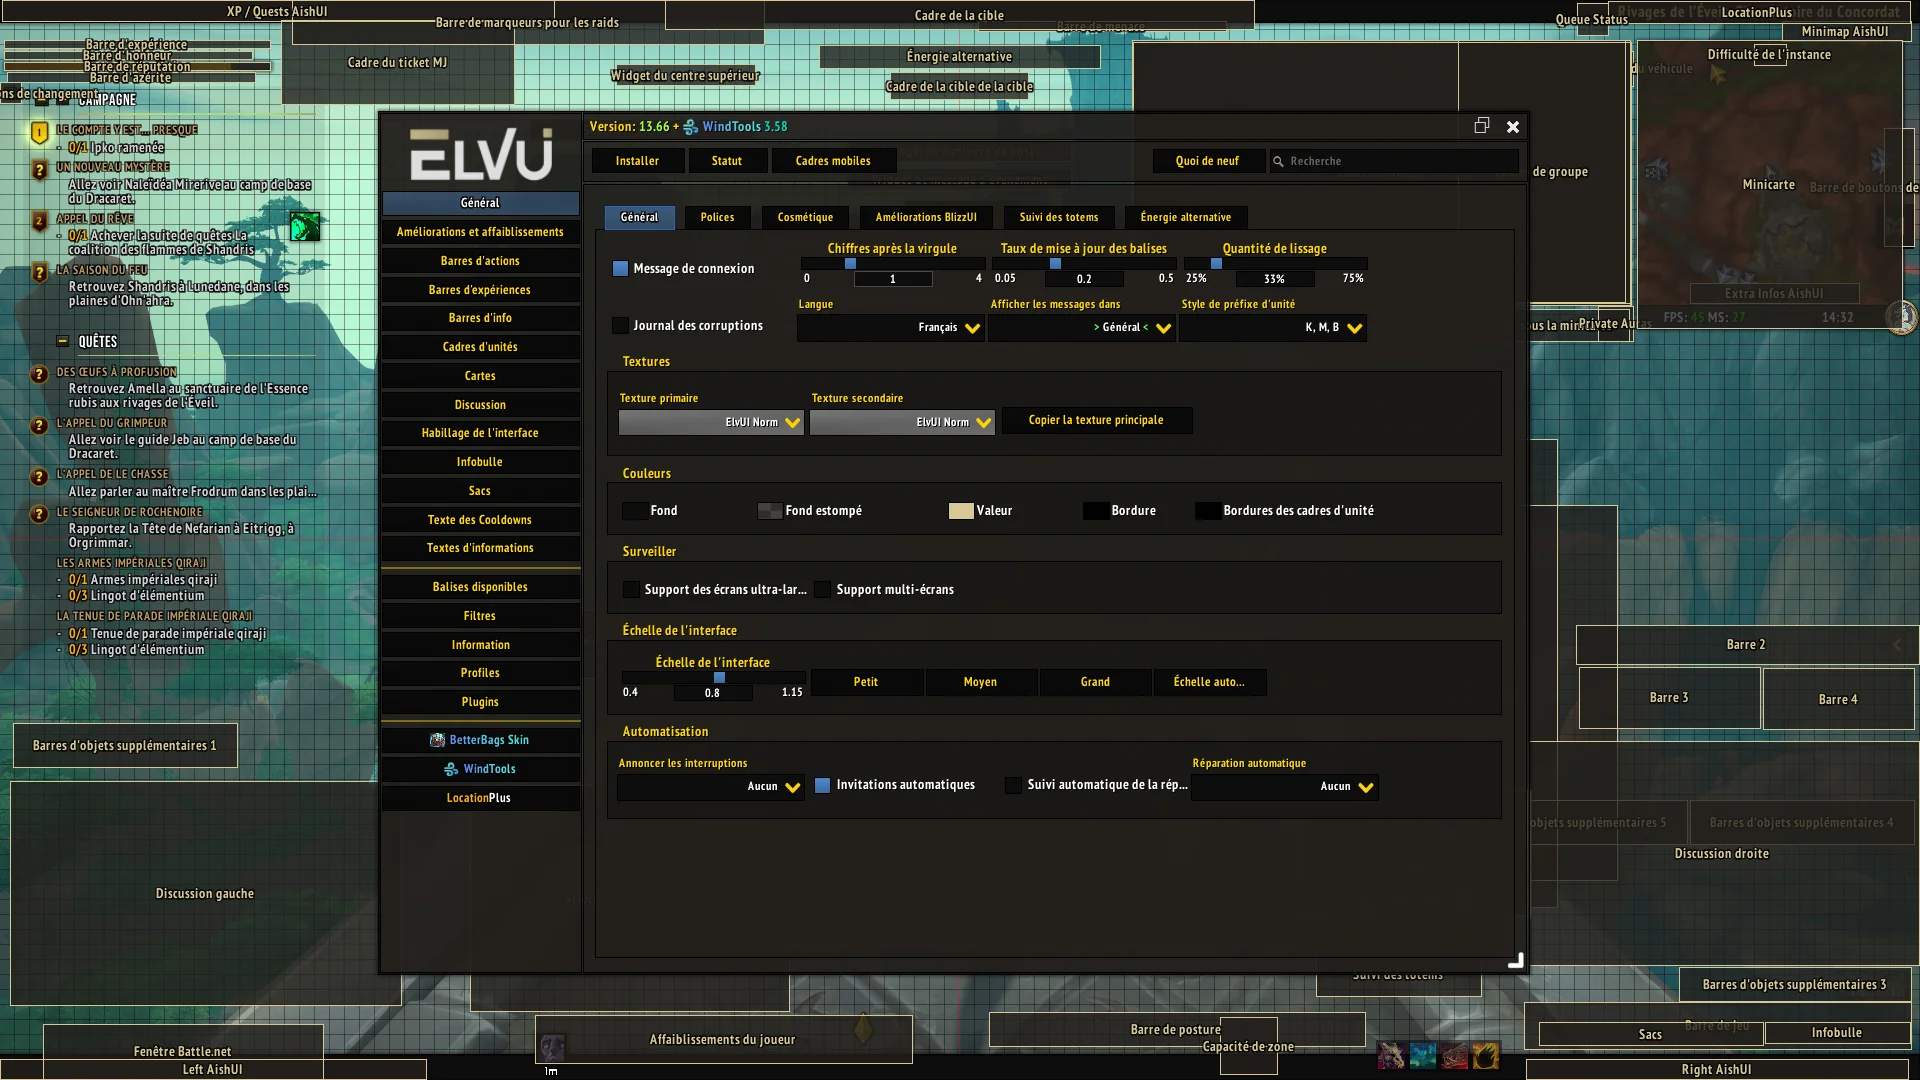 XP / Quests AishUI
Barre de marqueurs pour les raids
Cadre de la cible
Barre de menace
Queue Status
LocationPlus
Minimap AishUI
Barre d'expérience
Barre d'honneur
Barre de réputation
Barre d'azérite
ons de changement
Cadre du ticket MJ
Widget du centre supérieur
Énergie alternative
Cadre de la cible de la cible
Difficulté de l'instance
du véhicule
CAMPAGNE
LE COMPTE Y EST... PRESQUE
- 0/1 Ipko ramenée
UN NOUVEAU MYSTÈRE
Allez voir Naleidéa Mirerive au camp de base
du Dracaret.
APPEL DU RÊVE
- 0/1 Achever la suite de quêtes La
coalition des flammes de Shandris
LA SAISON DU FEU
Retrouvez Shandris à Lunedane, dans les
plaines d'Ohn'ahra.
QUÊTES
DES ŒUFS À PROFUSION
Retrouvez Amella au sanctuaire de l'Essence
rubis aux rivages de l'Éveil.
L'APPEL DU GRIMPEUR
Allez voir le guide Jeb au camp de base du
Dracaret.
L'APPEL DE LE CHASSE
Allez parler au maître Frodrum dans les plai...
LE SEIGNEUR DE ROCHENOIRE
Rapportez la Tête de Nefarian à Eitrigg, à
Orgrimmar.
LES ARMES IMPÉRIALES QIRAJI
- 0/1 Armes impériales qiraji
- 0/3 Lingot d'élémentium
LA TENUE DE PARADE IMPÉRIALE QIRAJI
- 0/1 Tenue de parade impériale qiraji
- 0/3 Lingot d'élémentium
Barres d'objets supplémentaires 1
Discussion gauche
Fenêtre Battle.net
Left AishUI
ELVUI
Général
Améliorations et affaiblissements
Barres d'actions
Barres d'expériences
Barres d'info
Cadres d'unités
Cartes
Discussion
Habillage de l'interface
Infobulle
Sacs
Texte des Cooldowns
Textes d'informations
Balises disponibles
Filtres
Information
Profiles
Plugins
BetterBags Skin
WindTools
LocationPlus
Version: 13.66 + WindTools 3.58
Installer
Statut
Cadres mobiles
Quoi de neuf
Recherche
Général
Polices
Cosmétique
Améliorations BlizzUI
Suivi des totems
Énergie alternative
Message de connexion
Chiffres après la virgule
0
1
4
Taux de mise à jour des balises
0.05
0.2
0.5
Quantité de lissage
25%
33%
75%
Journal des corruptions
Langue
Français
Afficher les messages dans
> Général <
Style de préfixe d'unité
K, M, B
Textures
Texture primaire
ElvUI Norm
Texture secondaire
ElvUI Norm
Copier la texture principale
Couleurs
Fond
Fond estompé
Valeur
Bordure
Bordures des cadres d'unité
Surveiller
Support des écrans ultra-lar...
Support multi-écrans
Échelle de l'interface
Échelle de l'interface
0.4
0.8
1.15
Petit
Moyen
Grand
Échelle auto...
Automatisation
Annoncer les interruptions
Aucun
Invitations automatiques
Suivi automatique de la rép...
Réparation automatique
Aucun
de groupe
Minicarte
Barre de boutons de
Extra Infos AishUI
Private Auras
FPS: 45 MS: 27
14:32
Barre 2
Barre 3
Barre 4
objets supplémentaires 5
Barres d'objets supplémentaires 4
Discussion droite
Suivi des totems
Barres d'objets supplémentaires 3
Affaiblissements du joueur
1m
Barre de posture
Capacité de zone
Barre de jeu
Sacs
Infobulle
Right AishUI